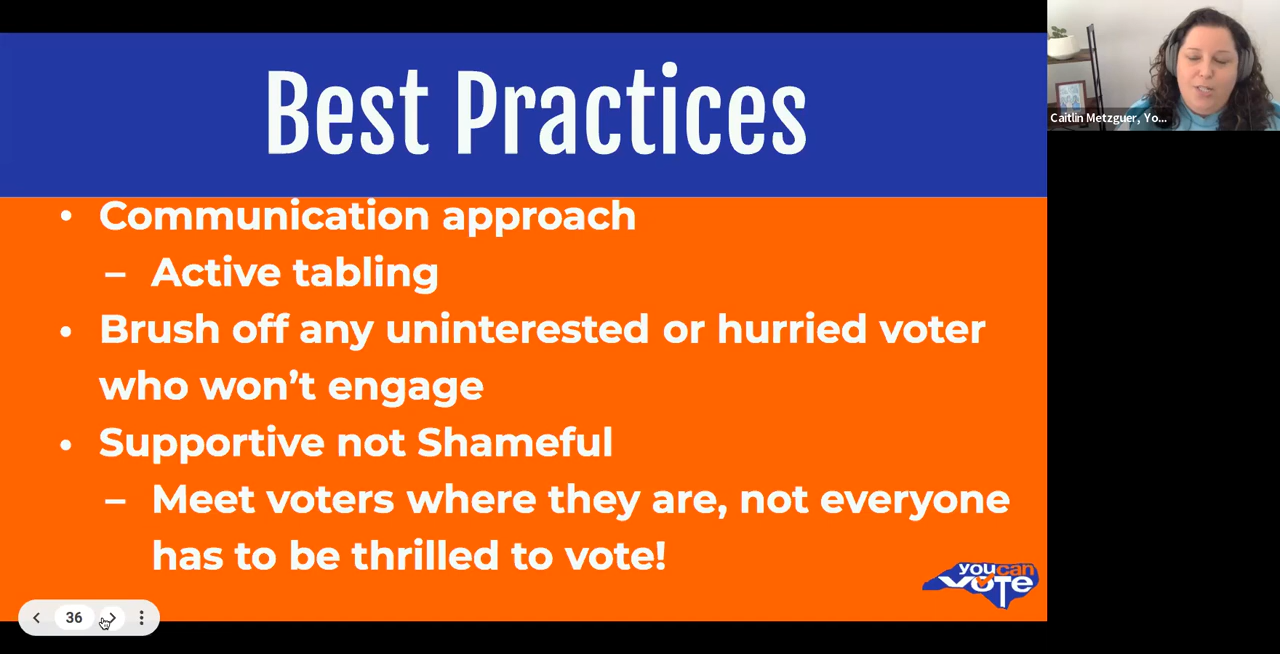 Best Practices
• Communication approach
– Active tabling
• Brush off any uninterested or hurried voter
who won’t engage
• Supportive not Shameful
– Meet voters where they are, not everyone
has to be thrilled to vote!
you can
VOTE
36
Caitlin Metzguer, Yo...